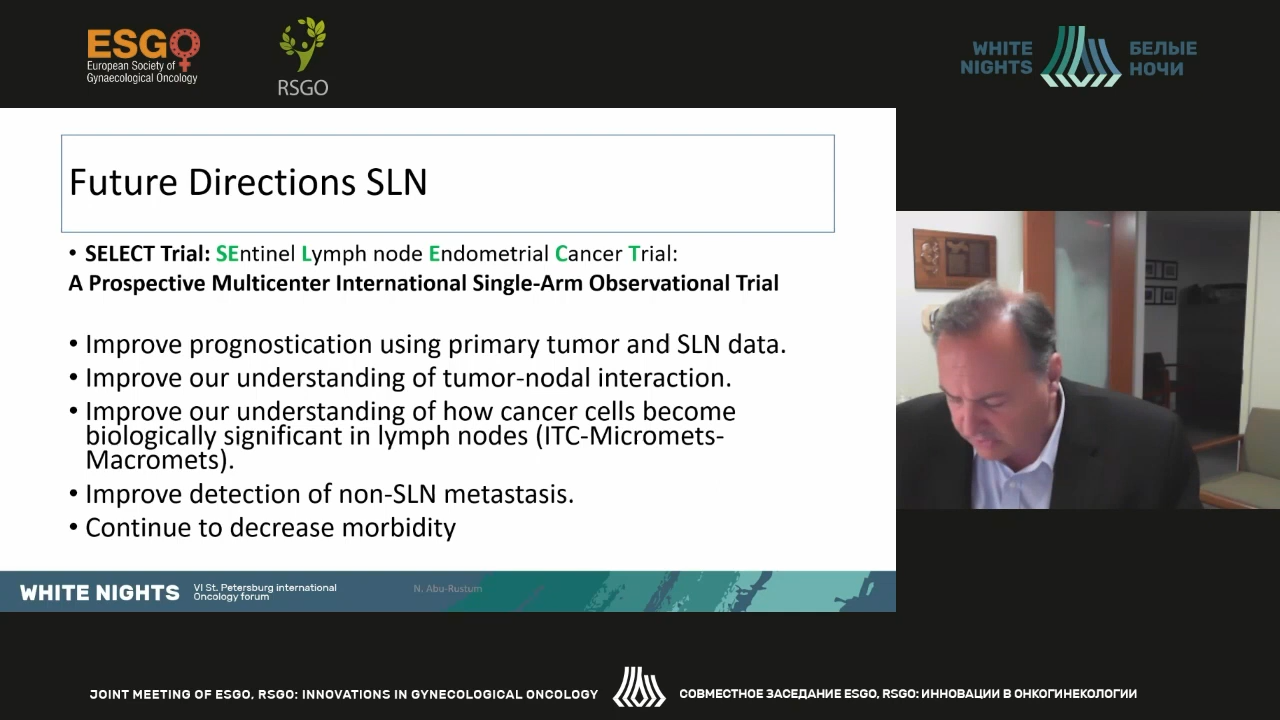 ESGO
European Society of
Gynaecological Oncology
RSGO
WHITE
NIGHTS
БЕЛЫЕ
НОЧИ
Future Directions SLN
• SELECT Trial: SEntinel Lymph node Endometrial Cancer Trial:
A Prospective Multicenter International Single-Arm Observational Trial
• Improve prognostication using primary tumor and SLN data.
• Improve our understanding of tumor-nodal interaction.
• Improve our understanding of how cancer cells become
biologically significant in lymph nodes (ITC-Micromets-
Macromets).
• Improve detection of non-SLN metastasis.
• Continue to decrease morbidity
WHITE NIGHTS
VI St. Petersburg international
Oncology forum
N. Abu-Rustum
JOINT MEETING OF ESGO, RSGO: INNOVATIONS IN GYNECOLOGICAL ONCOLOGY
СОВМЕСТНОЕ ЗАСЕДАНИЕ ESGO, RSGO: ИННОВАЦИИ В ОНКОГИНЕКОЛОГИИ